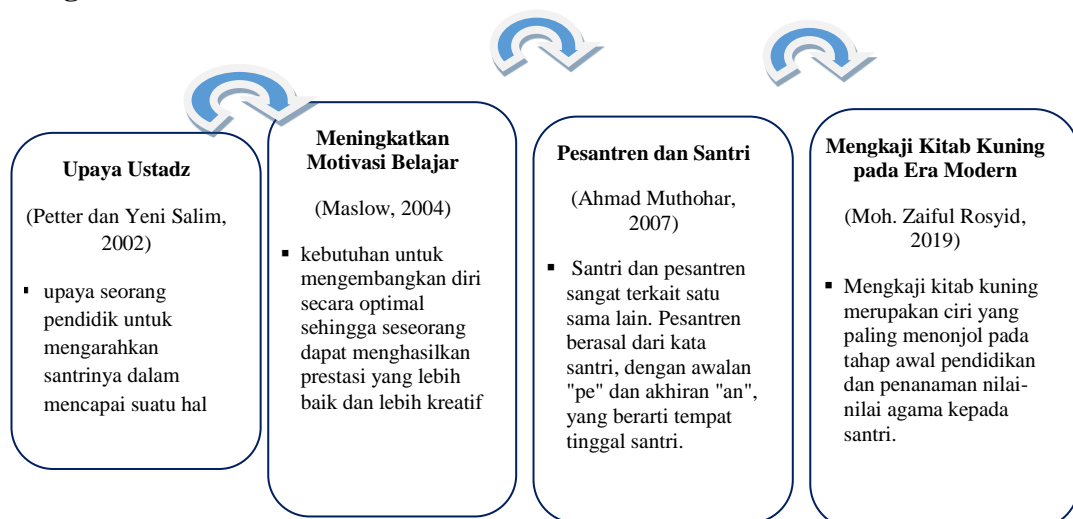 Upaya Ustadz
(Petter dan Yeni Salim,
2002)
▪ upaya seorang
pendidik untuk
mengarahkan
santrinya dalam
mencapai suatu hal
Meningkatkan
Motivasi Belajar
(Maslow, 2004)
▪ kebutuhan untuk
mengembangkan diri
secara optimal
sehingga seseorang
dapat menghasilkan
prestasi yang lebih
baik dan lebih kreatif
Pesantren dan Santri
(Ahmad Muthohar,
2007)
▪ Santri dan pesantren
sangat terkait satu
sama lain. Pesantren
berasal dari kata
santri, dengan awalan
"pe" dan akhiran "an",
yang berarti tempat
tinggal santri.
Mengkaji Kitab Kuning
pada Era Modern
(Moh. Zaiful Rosyid,
2019)
▪ Mengkaji kitab kuning
merupakan ciri yang
paling menonjol pada
tahap awal pendidikan
dan penanaman nilai-
nilai agama kepada
santri.